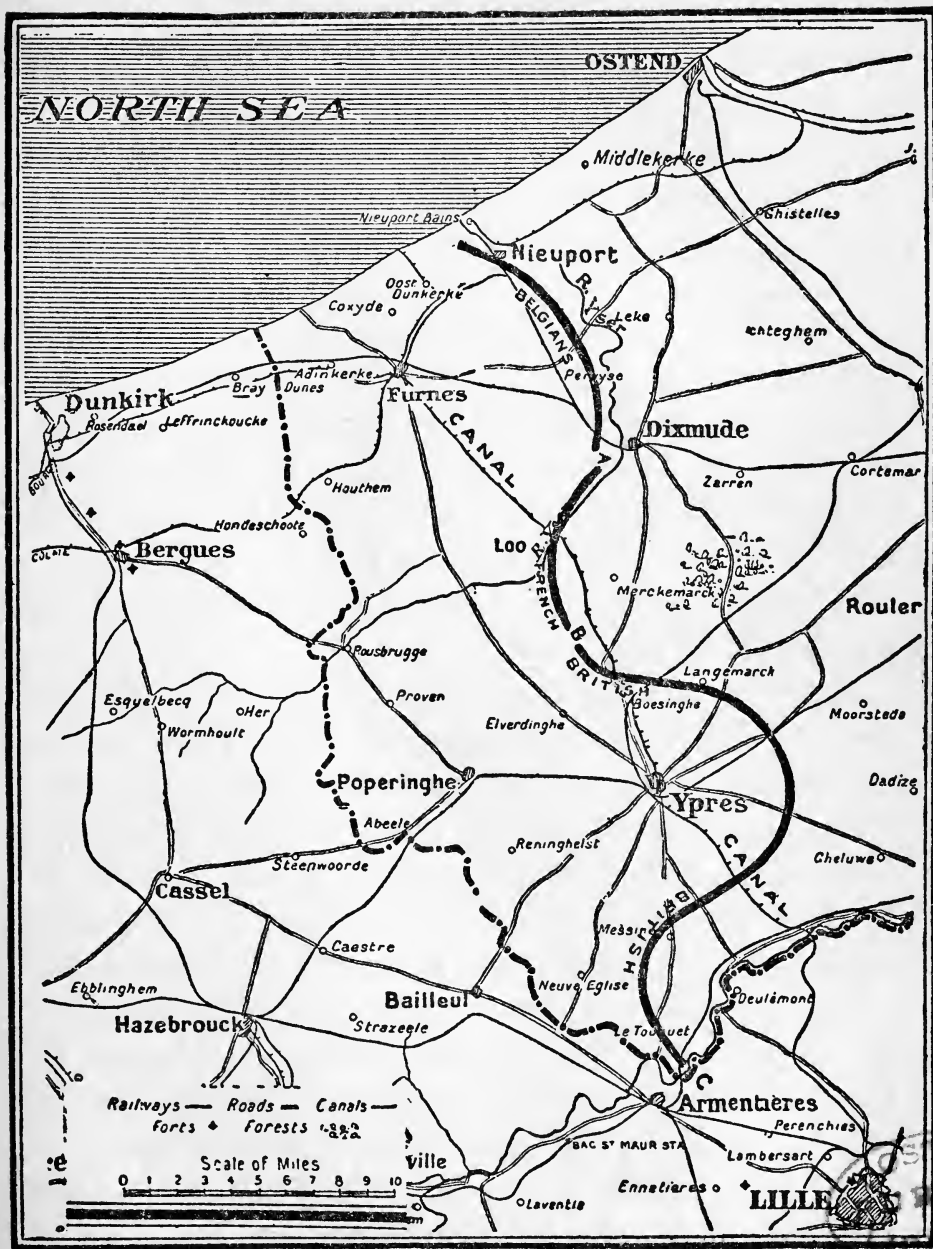 OSTEND
NORTH SEA
Middlekerke
Nieuport Bains
Ghistelles
Nieuport
Oost
Dunkerke
Coxyde
R. Yser
BELGIANS
Leke
Ichteghem
Adinkerke
Pervyse
Bray Dunes
Furnes
Dunkirk
Rosendael
Leffrinckoucke
CANAL
Dixmude
A
Zarren
Cortemar
Houthem
Hondeschoote
Bergues
Loo
FRENCH
Merckemarck
Rouler
B
Rousbrugge
BRITISH
Langemarck
Esquelbecq
Her
Proven
Boesinghe
Moorstede
Wormhoult
Elverdinghe
Poperinghe
Ypres
Dadize
Abeele
Steenwoorde
Reninghelst
CANAL
Cheluwe
Cassel
BRITISH
Messin
Caestre
Ebblinghem
Bailleul
Neuve Eglise
Deulémont
Hazebrouck
Strazeele
Le Touquet
C
Armentières
Railways Roads Canals
Forts Forests
Perenchies
BAC ST MAUR STA.
Lambersart
Scale of Miles
ville
0 1 2 3 4 5 6 7 8 9 10
Laventia
Ennetieres
LILLE